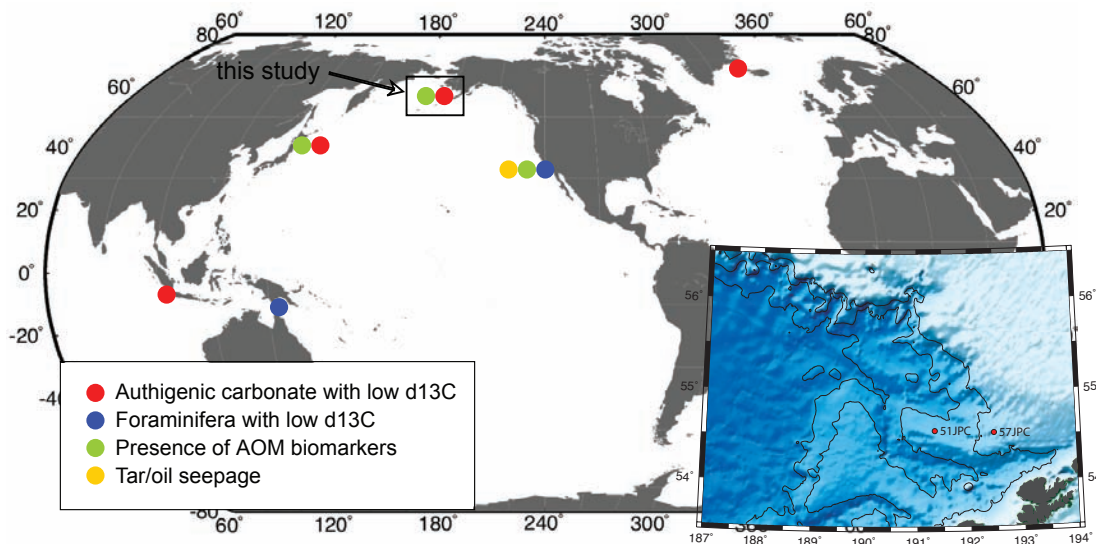 60˚ 120˚ 180˚ 240˚ 300˚ 60˚
80˚ 80˚
this study
60˚ 60˚
40˚ 40˚
20˚ 20˚
0˚
-20˚
Authigenic carbonate with low d13C
Foraminifera with low d13C
Presence of AOM biomarkers
Tar/oil seepage
60˚ 120˚ 180˚ 240˚ 300˚
56˚ 56˚
55˚ 55˚
51JPC 57JPC
54˚ 54˚
187˚ 188˚ 189˚ 190˚ 191˚ 192˚ 193˚ 194˚